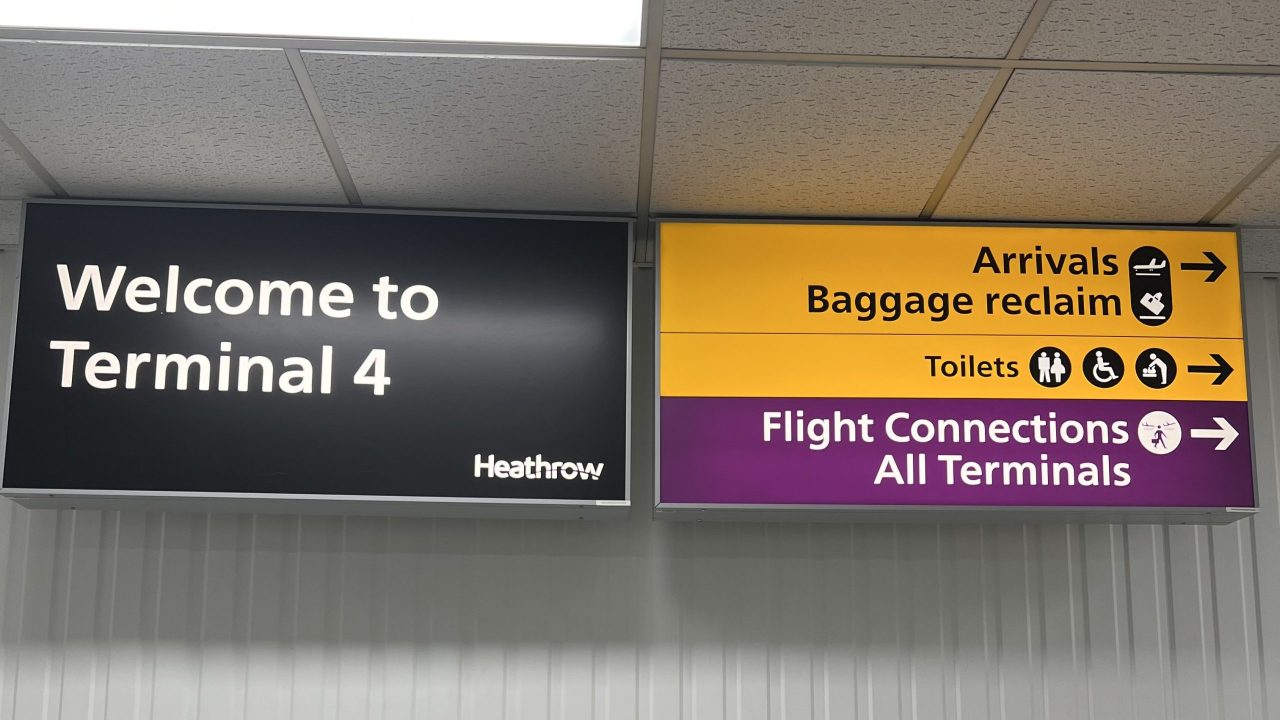 Welcome to
Terminal 4
Heathrow
Arrivals
Baggage reclaim
Toilets
Flight Connections
All Terminals